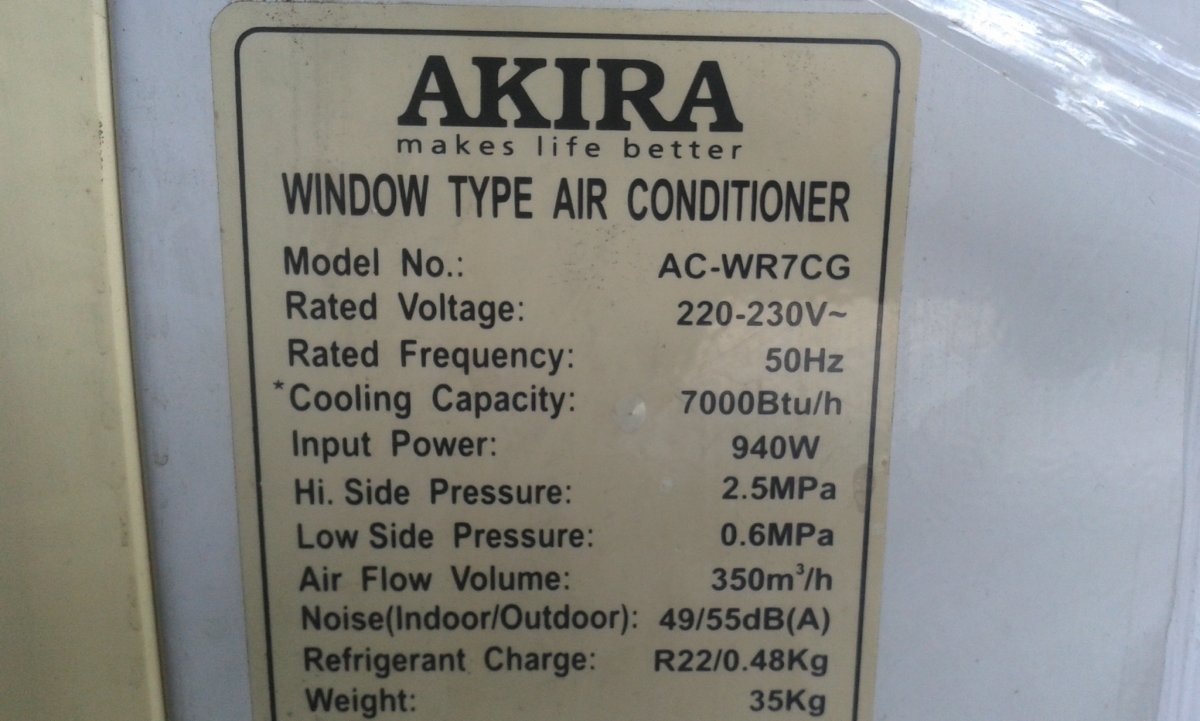 AKIRA
makes life better
WINDOW TYPE AIR CONDITIONER
Model No.: AC-WR7CG
Rated Voltage: 220-230V~
Rated Frequency: 50Hz
*Cooling Capacity: 7000Btu/h
Input Power: 940W
Hi. Side Pressure: 2.5MPa
Low Side Pressure: 0.6MPa
Air Flow Volume: 350m³/h
Noise(Indoor/Outdoor): 49/55dB(A)
Refrigerant Charge: R22/0.48Kg
Weight: 35Kg